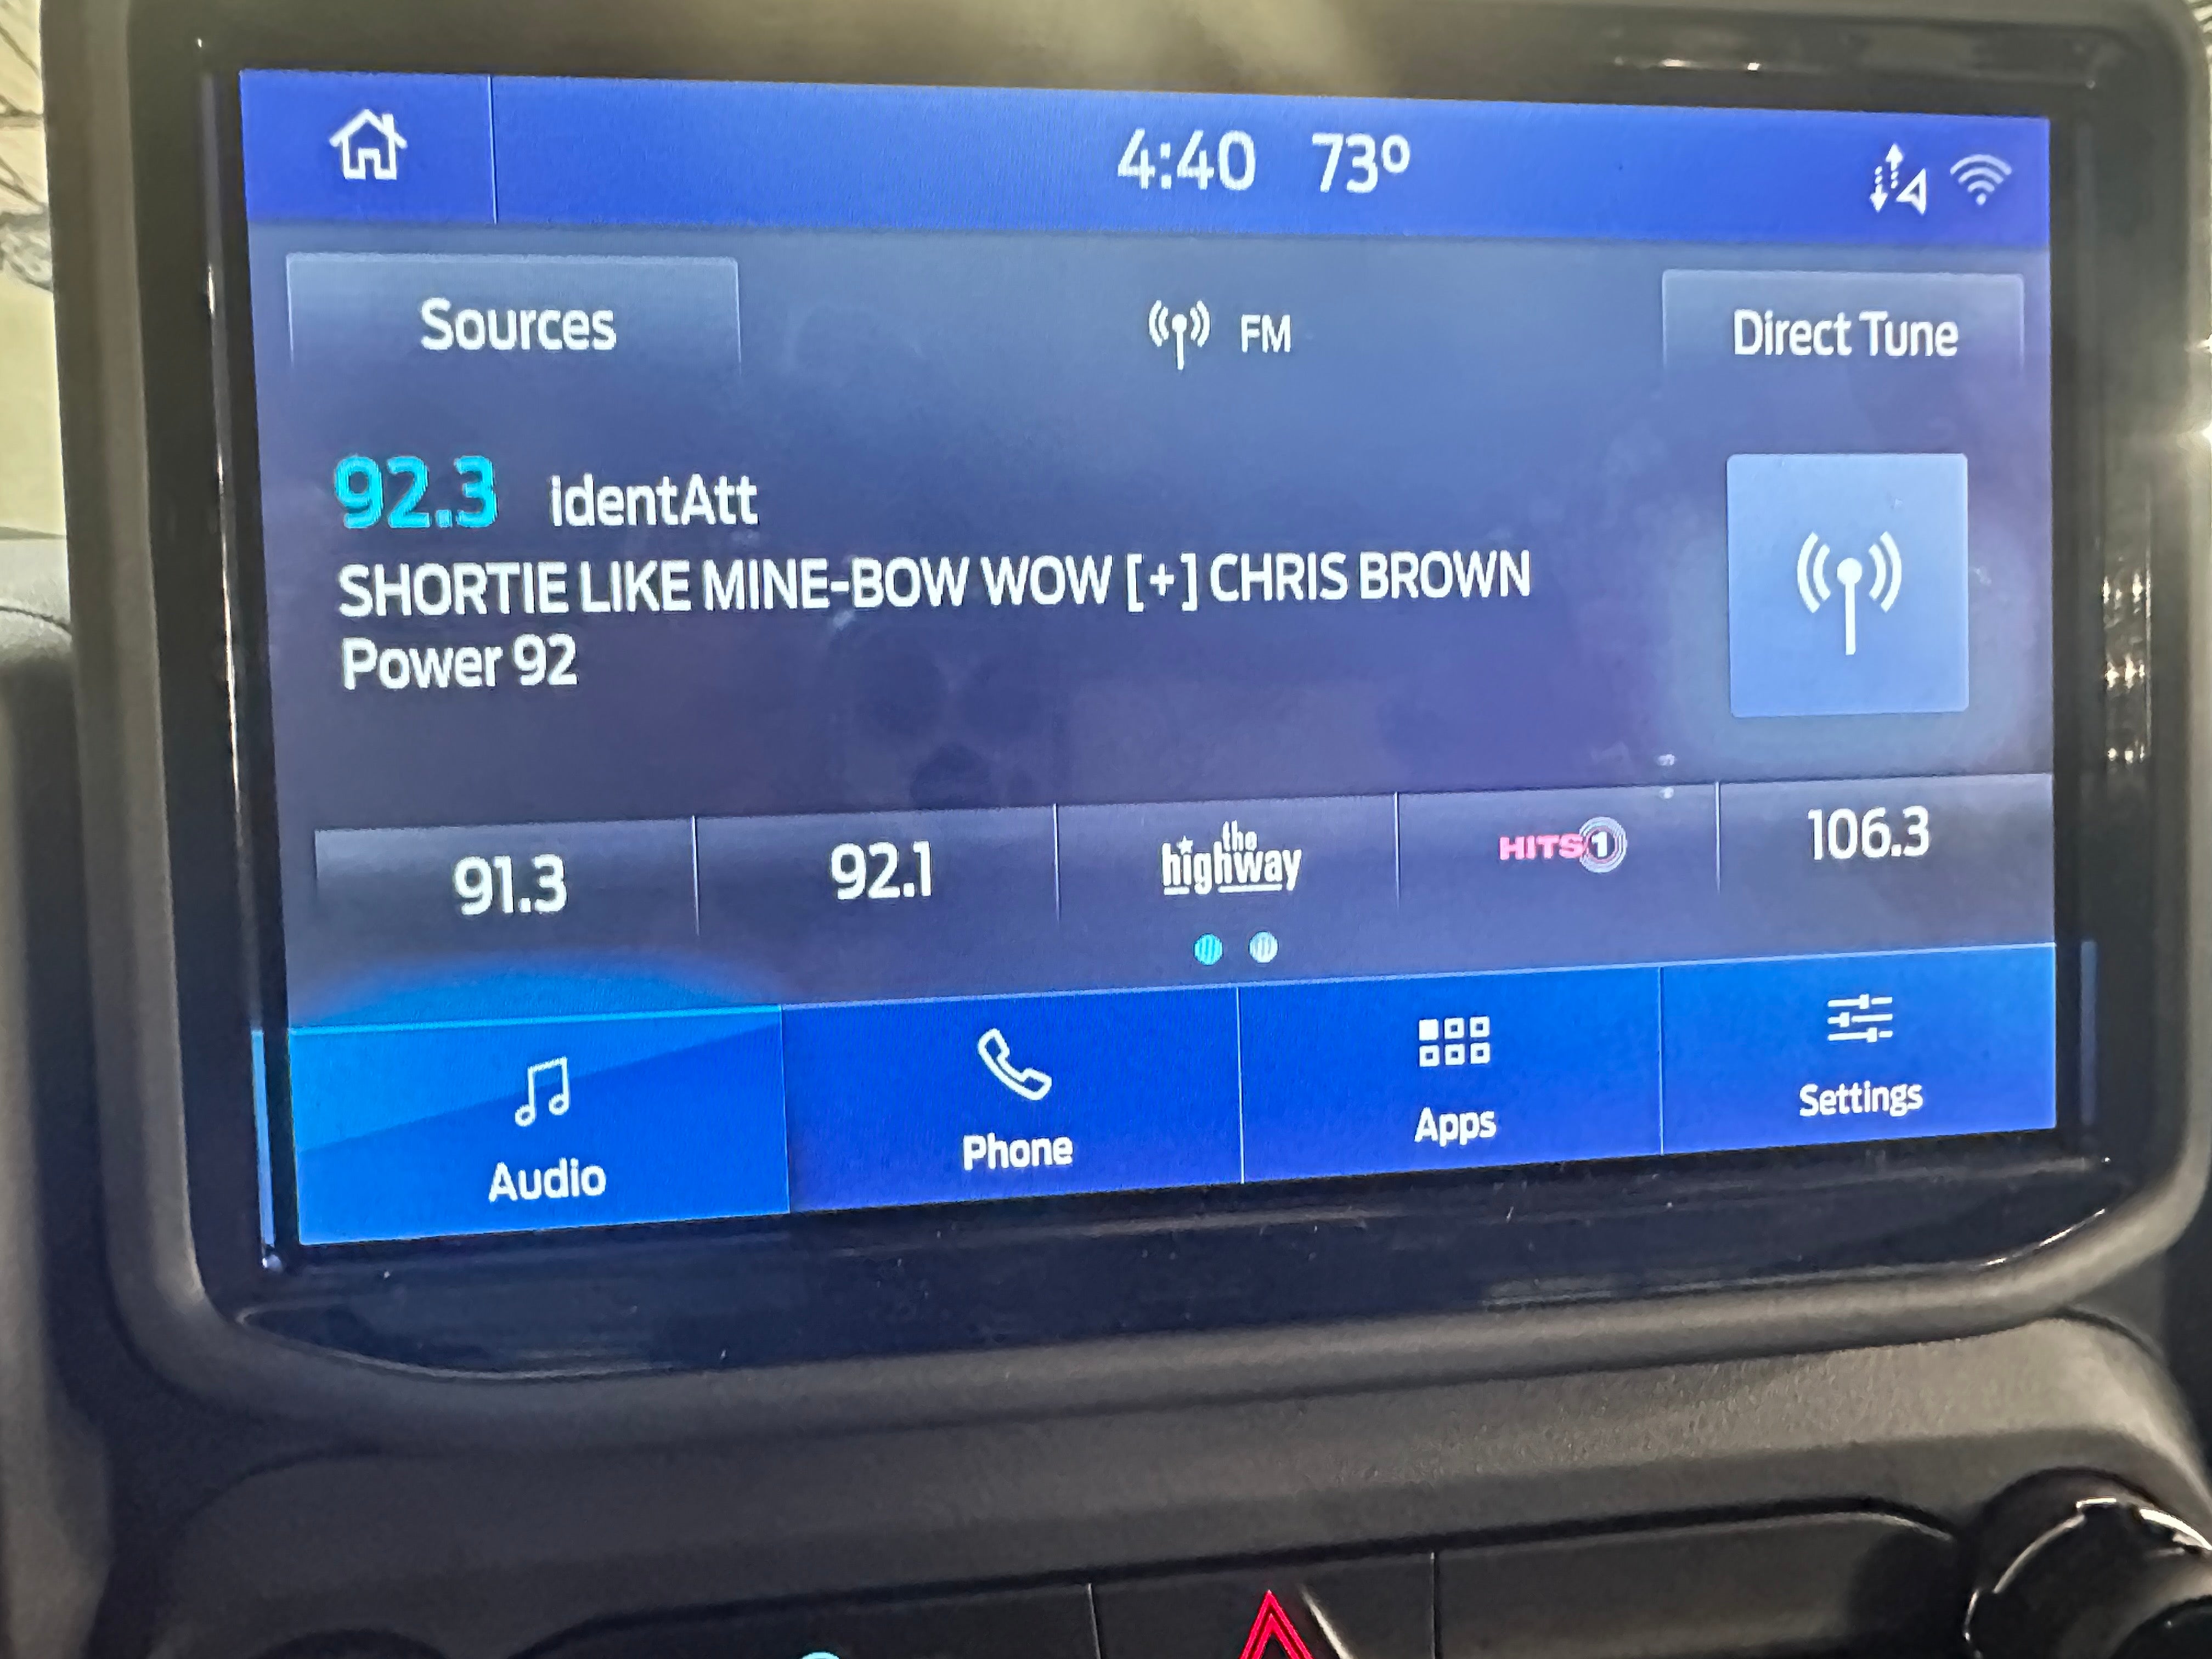 4:40 73°
Sources FM Direct Tune
92.3 identAtt
SHORTIE LIKE MINE-BOW WOW [+] CHRIS BROWN
Power 92
91.3 92.1 the highway HITS 1 106.3
Audio Phone Apps Settings